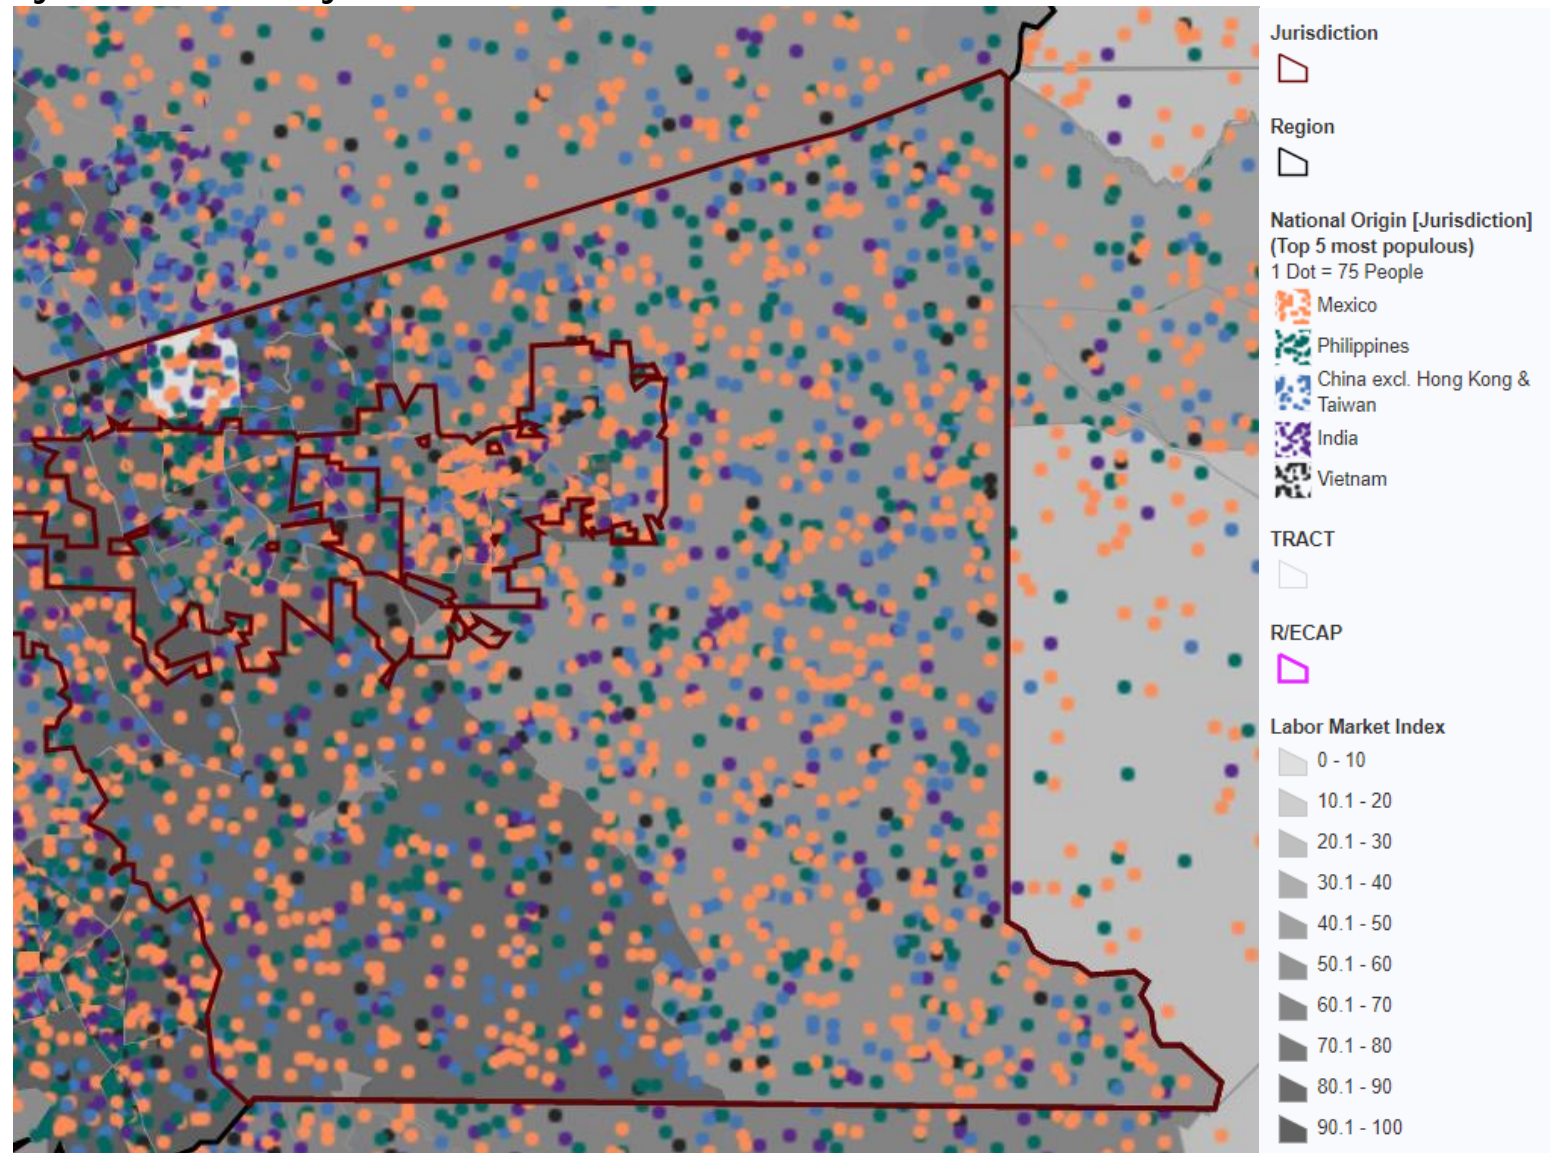 Jurisdiction
Region
National Origin [Jurisdiction]
(Top 5 most populous)
1 Dot = 75 People
Mexico
Philippines
China excl. Hong Kong &
Taiwan
India
Vietnam
TRACT
R/ECAP
Labor Market Index
0 - 10
10.1 - 20
20.1 - 30
30.1 - 40
40.1 - 50
50.1 - 60
60.1 - 70
70.1 - 80
80.1 - 90
90.1 - 100